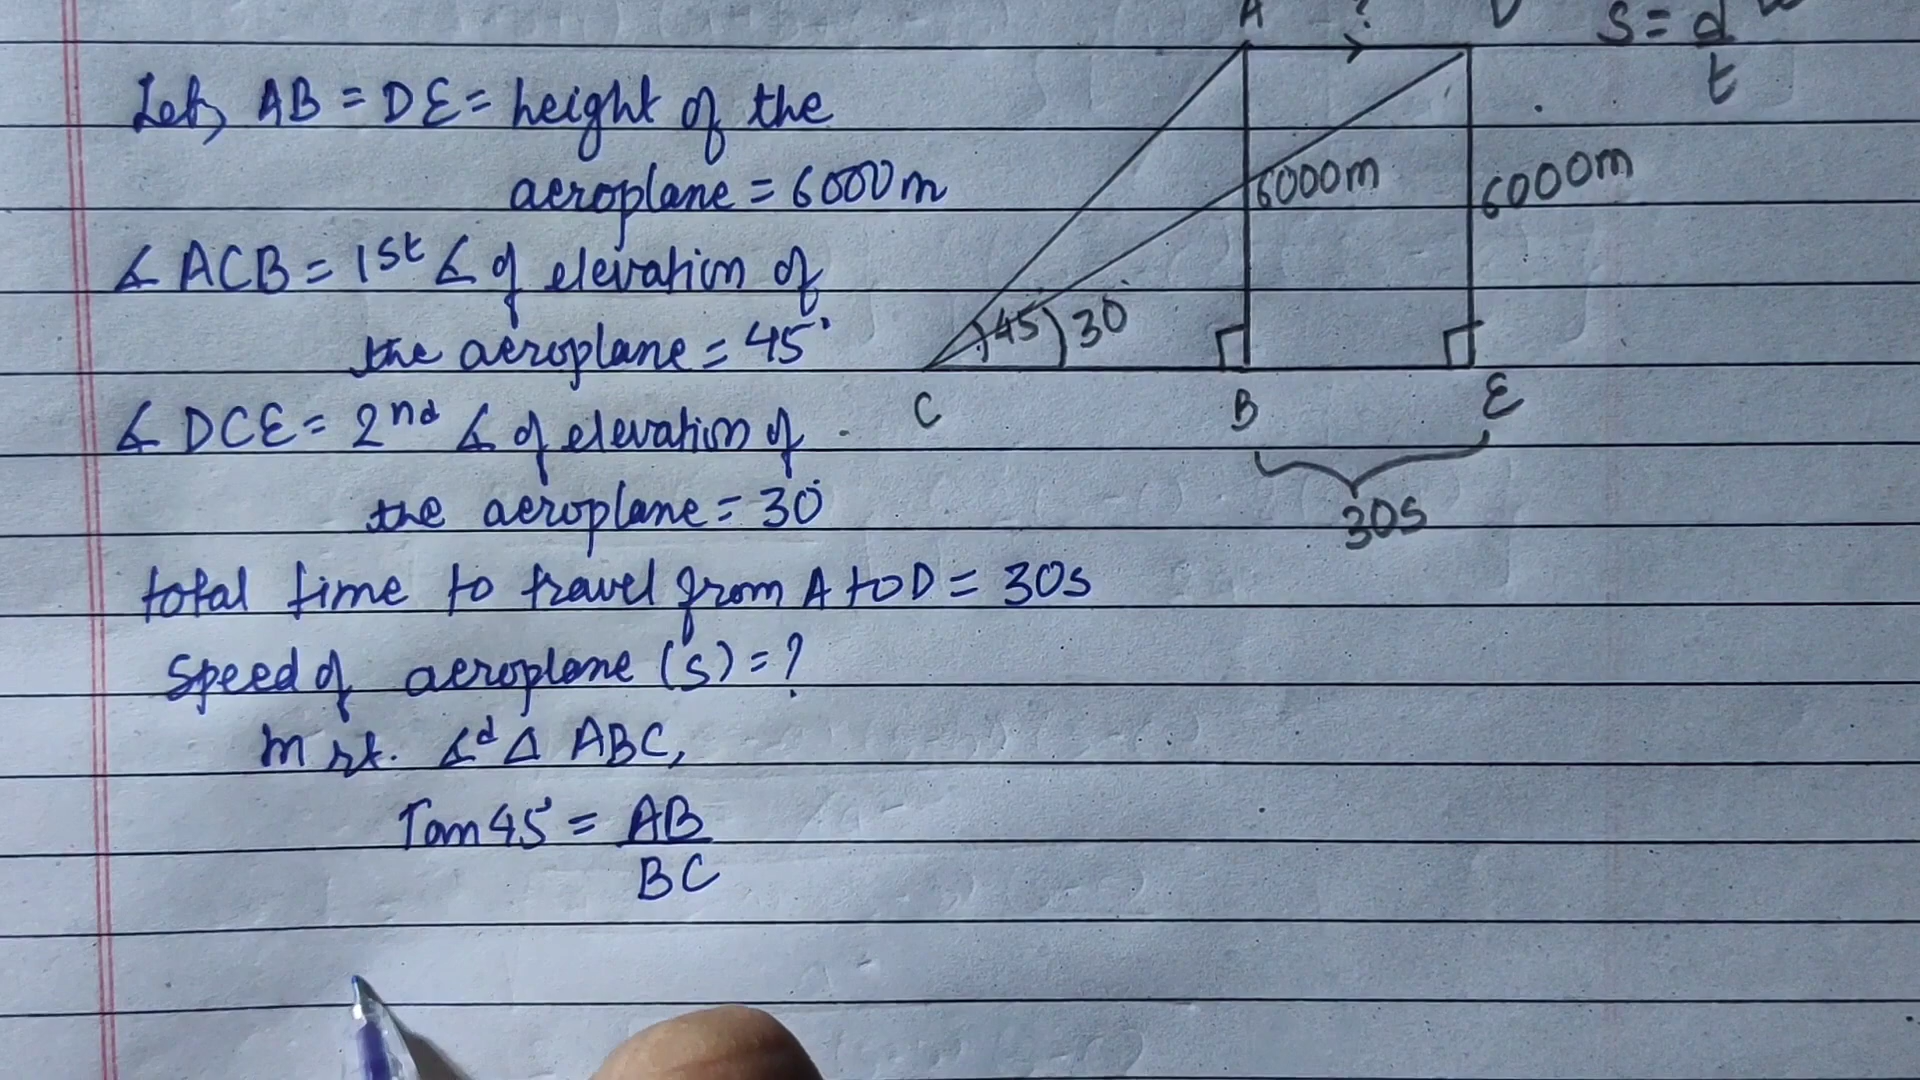 Let, AB = DE = height of the
aeroplane = 6000m
∡ ACB = 1st ∡ of elevation of
the aeroplane = 45°
∡ DCE = 2nd ∡ of elevation of
the aeroplane = 30°
total time to travel from A to D = 30s
Speed of aeroplane (s) = ?
In rt. ∡d Δ ABC,
Tan45° = AB
BC
A ? D
S = d
t
6000m 6000m
45 30°
C B E
30s